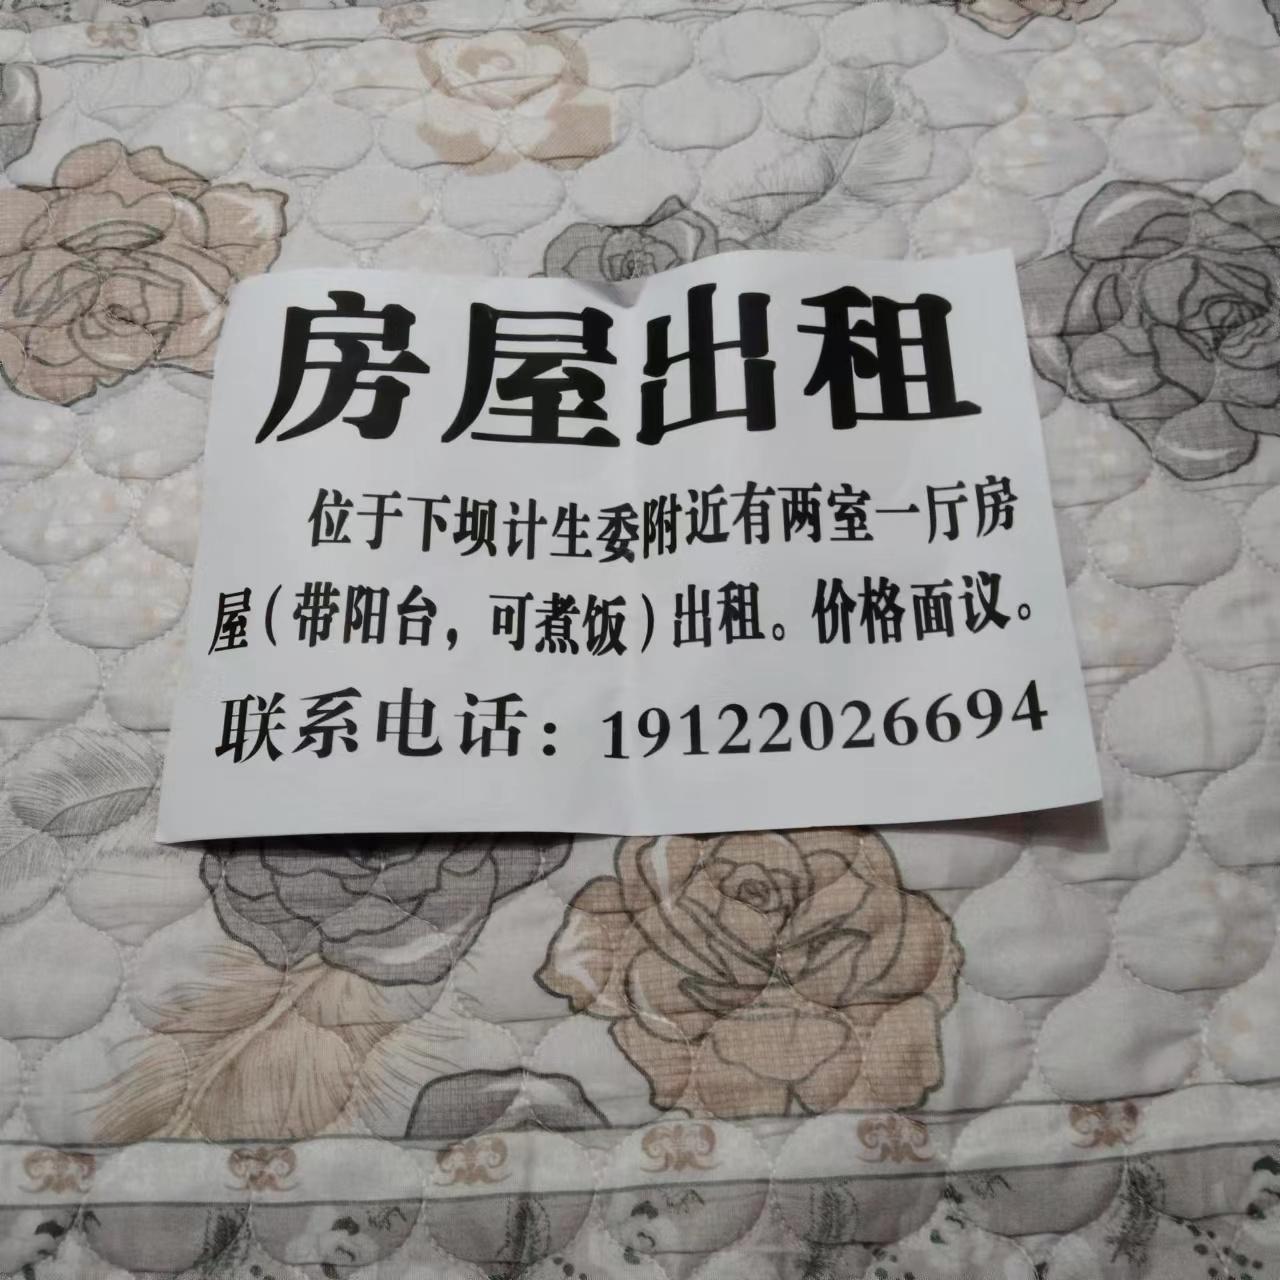 房屋出租
位于下坝计生委附近有两室一厅房
屋(带阳台，可煮饭)出租。价格面议。
联系电话：19122026694